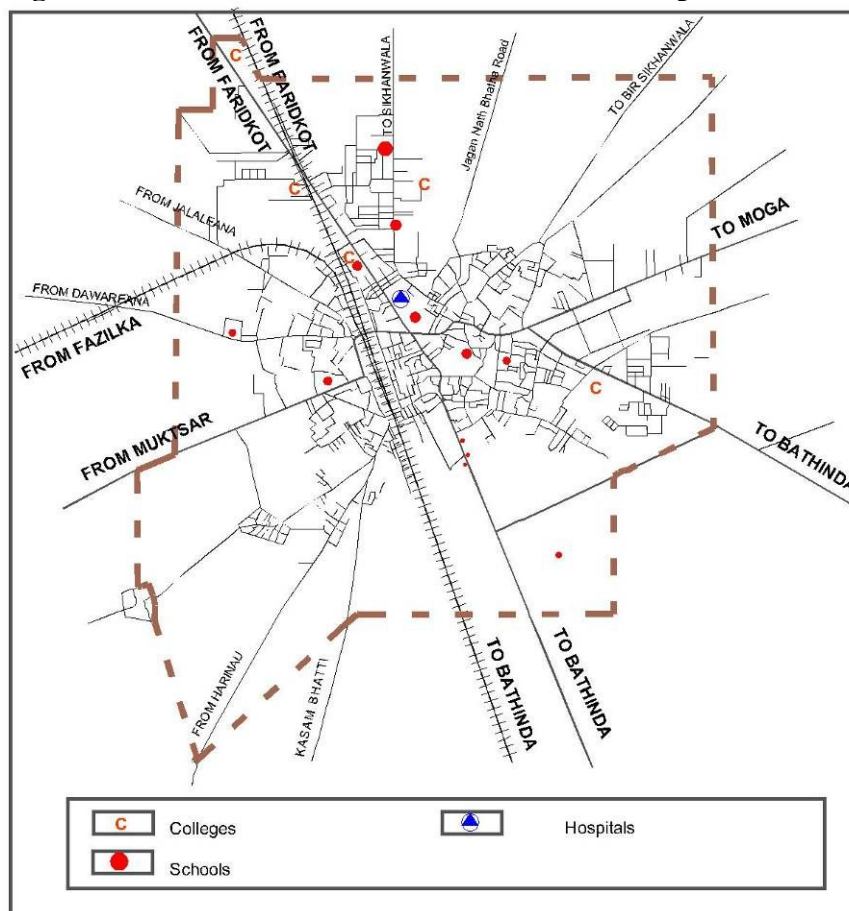 C
FROM FARIDKOT
FROM FARIDKOT
TO SIKHANWALA
Jagan Nath Bhatna Road
TO BIR SIKHANWALA
C
C
FROM JALALEANA
TO MOGA
C
FROM DAWAREANA
FROM FAZILKA
C
FROM MUKTSAR
TO BATHINDA
FROM HARINAU
KASAM BHATTI
TO BATHINDA
TO BATHINDA
C
Colleges
Hospitals
Schools